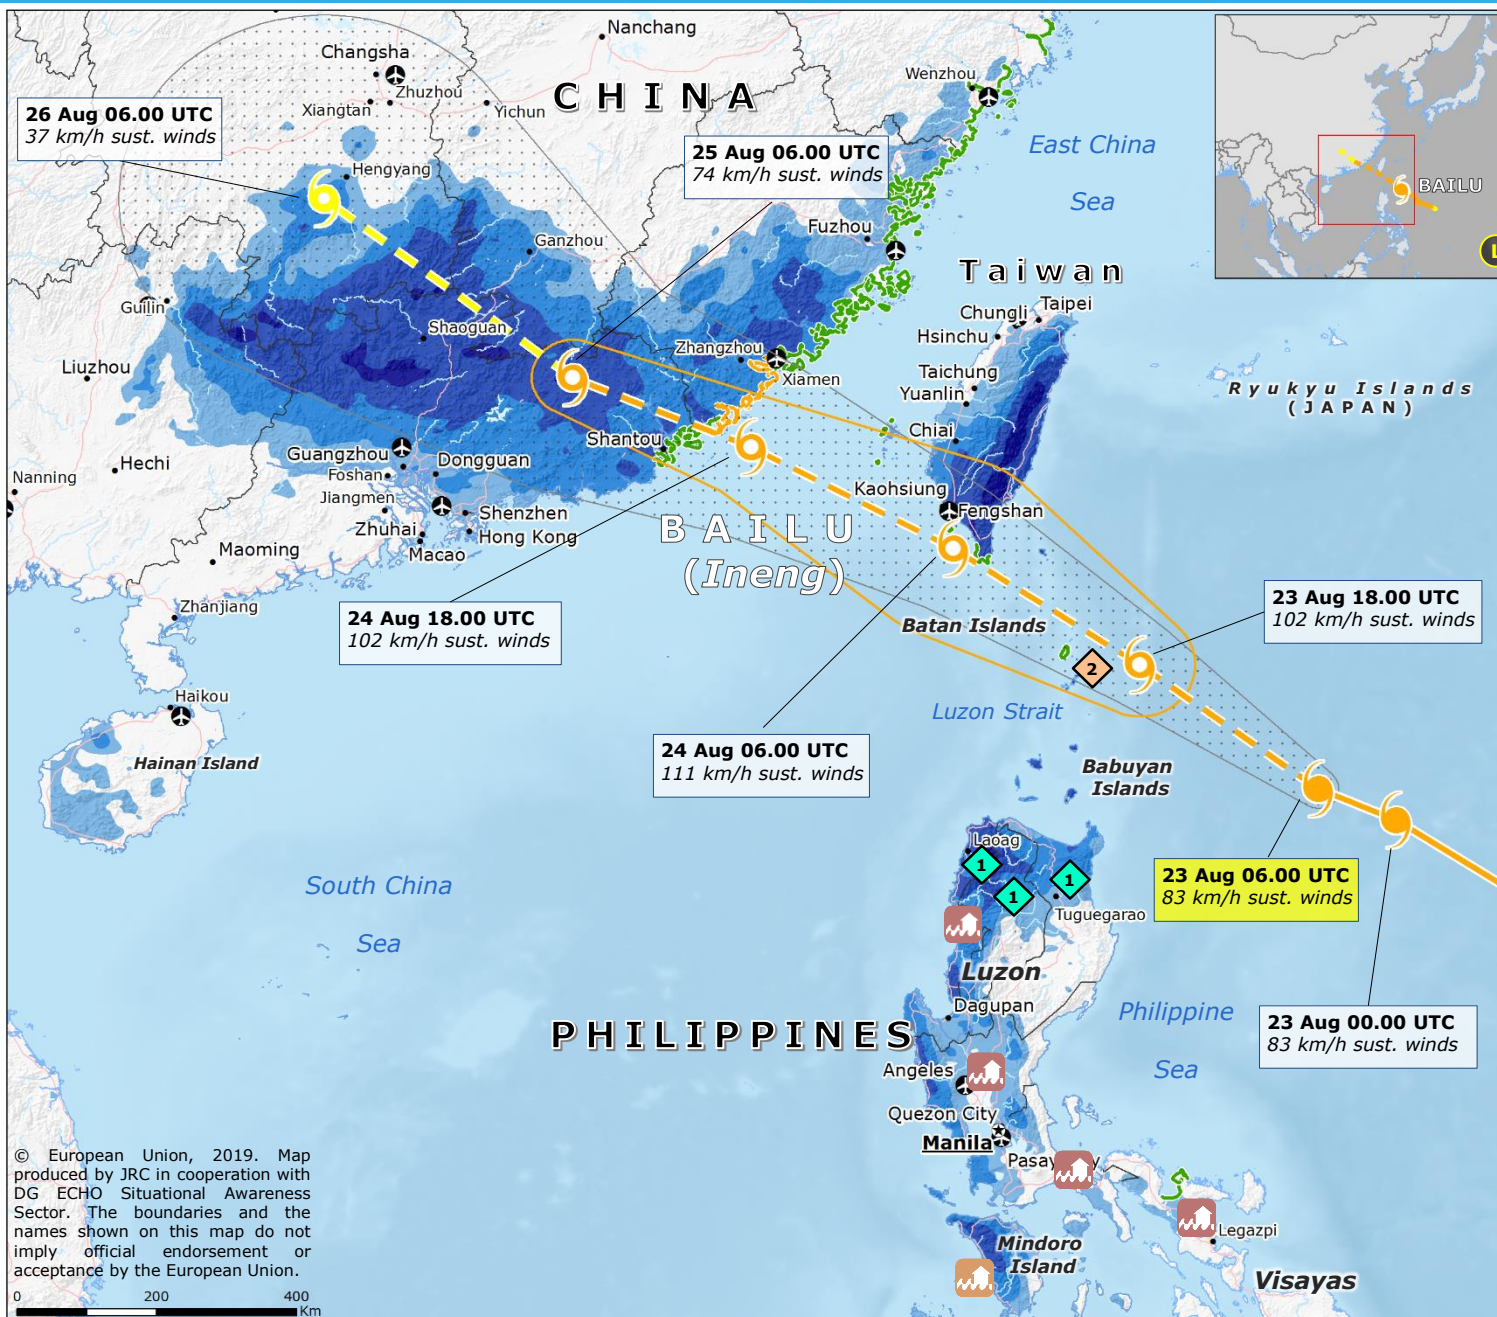 Nanchang
Changsha
Wenzhou
CHINA
Zhuzhou
Xiangtan
Yichun
26 Aug 06.00 UTC
37 km/h sust. winds
East China
Sea
25 Aug 06.00 UTC
74 km/h sust. winds
Hengyang
BAILU
L
Fuzhou
Ganzhou
Taiwan
Guilin
Chungli
Taipei
Shaoguan
Hsinchu
Zhangzhou
Liuzhou
Taichung
Xiamen
Yuanlin
Ryukyu Islands
(JAPAN)
Chiai
Shantou
Guangzhou
Hechi
Dongguan
Nanning
Foshan
Kaohsiung
Jiangmen
Fengshan
Shenzhen
Zhuhai
Hong Kong
BAILU
Maoming
Macao
(Ineng)
Zhanjiang
24 Aug 18.00 UTC
102 km/h sust. winds
23 Aug 18.00 UTC
102 km/h sust. winds
Batan Islands
2
Haikou
Luzon Strait
24 Aug 06.00 UTC
111 km/h sust. winds
Hainan Island
Babuyan
Islands
Laoag
1
1
1
23 Aug 06.00 UTC
83 km/h sust. winds
South China
Sea
Tuguegarao
Luzon
Dagupan
Philippine
Sea
PHILIPPINES
23 Aug 00.00 UTC
83 km/h sust. winds
Angeles
Quezon City
Manila
© European Union, 2019. Map
produced by JRC in cooperation with
DG ECHO Situational Awareness
Sector. The boundaries and the
names shown on this map do not
imply official endorsement or
acceptance by the European Union.
Legazpi
Mindoro
Island
Visayas
0 200 400
Km